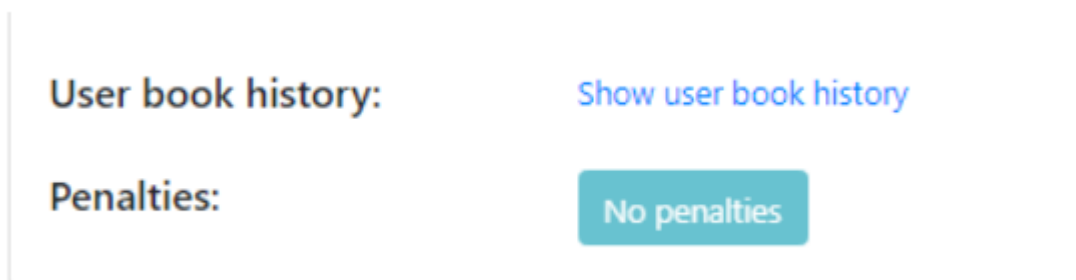 User book history: Show user book history
Penalties: No penalties